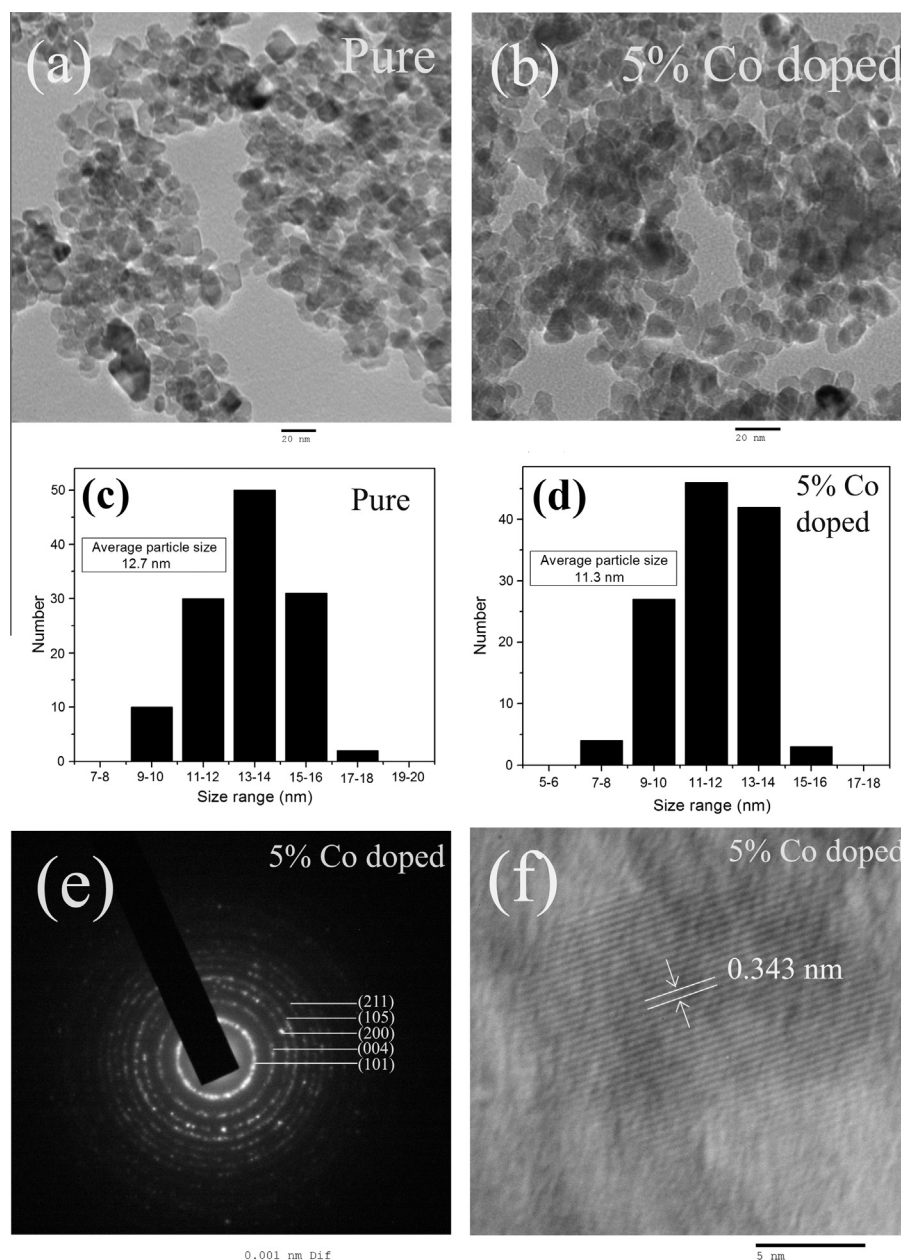 (a)
Pure
(b)
5% Co doped
20 nm
20 nm
(c)
Pure
Average particle size
12.7 nm
50
40
30
20
10
0
Number
7-8 9-10 11-12 13-14 15-16 17-18 19-20
Size range (nm)
(d)
5% Co
doped
Average particle size
11.3 nm
40
30
20
10
0
Number
5-6 7-8 9-10 11-12 13-14 15-16 17-18
Size range (nm)
(e)
5% Co doped
(211)
(105)
(200)
(004)
(101)
0.001 nm Dif
(f)
5% Co doped
0.343 nm
5 nm